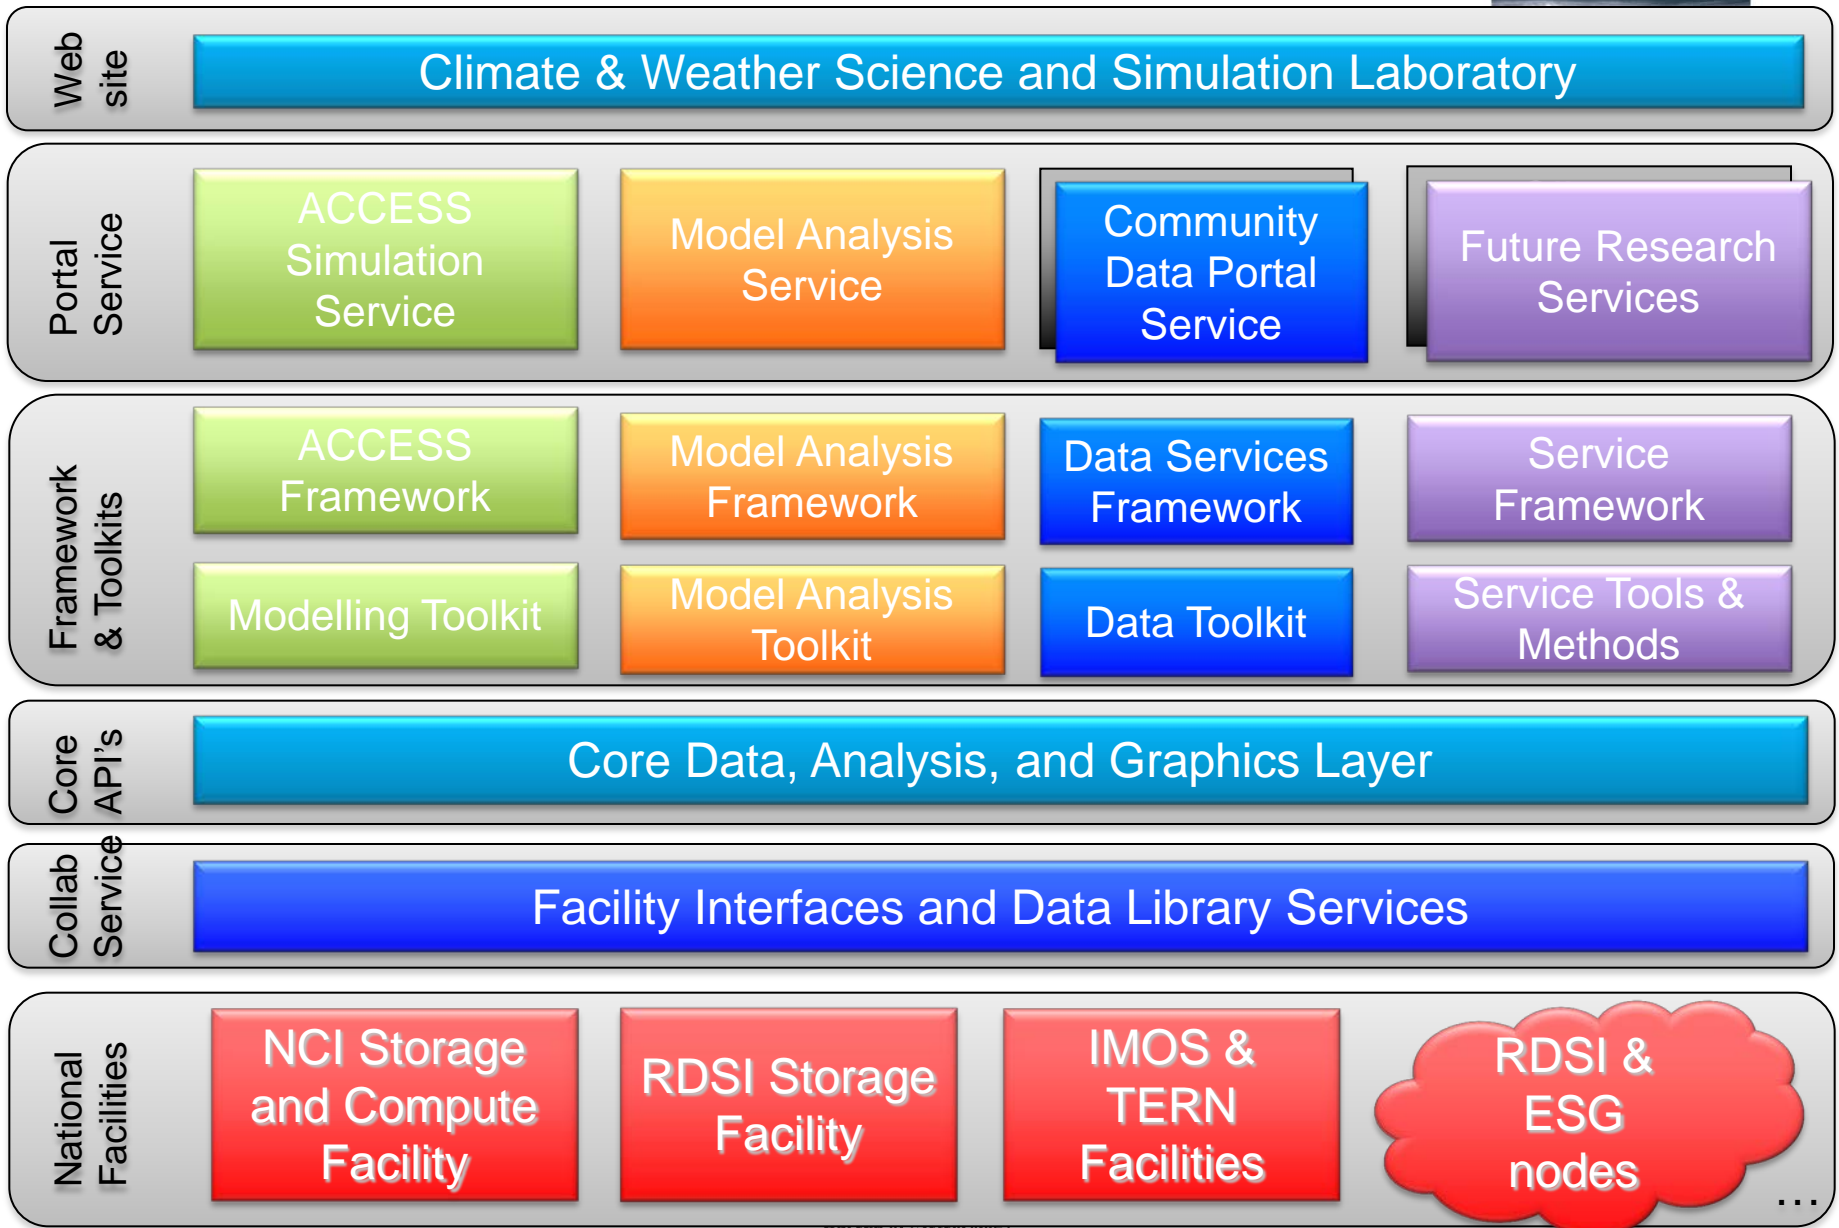 Web
site
Climate & Weather Science and Simulation Laboratory
Portal
Service
ACCESS
Simulation
Service
Model Analysis
Service
Community
Data Portal
Service
Future Research
Services
Framework
& Toolkits
ACCESS
Framework
Model Analysis
Framework
Data Services
Framework
Service
Framework
Modelling Toolkit
Model Analysis
Toolkit
Data Toolkit
Service Tools &
Methods
Core
API’s
Core Data, Analysis, and Graphics Layer
Collab
Service
Facility Interfaces and Data Library Services
National
Facilities
NCI Storage
and Compute
Facility
RDSI Storage
Facility
IMOS &
TERN
Facilities
RDSI &
ESG
nodes
...